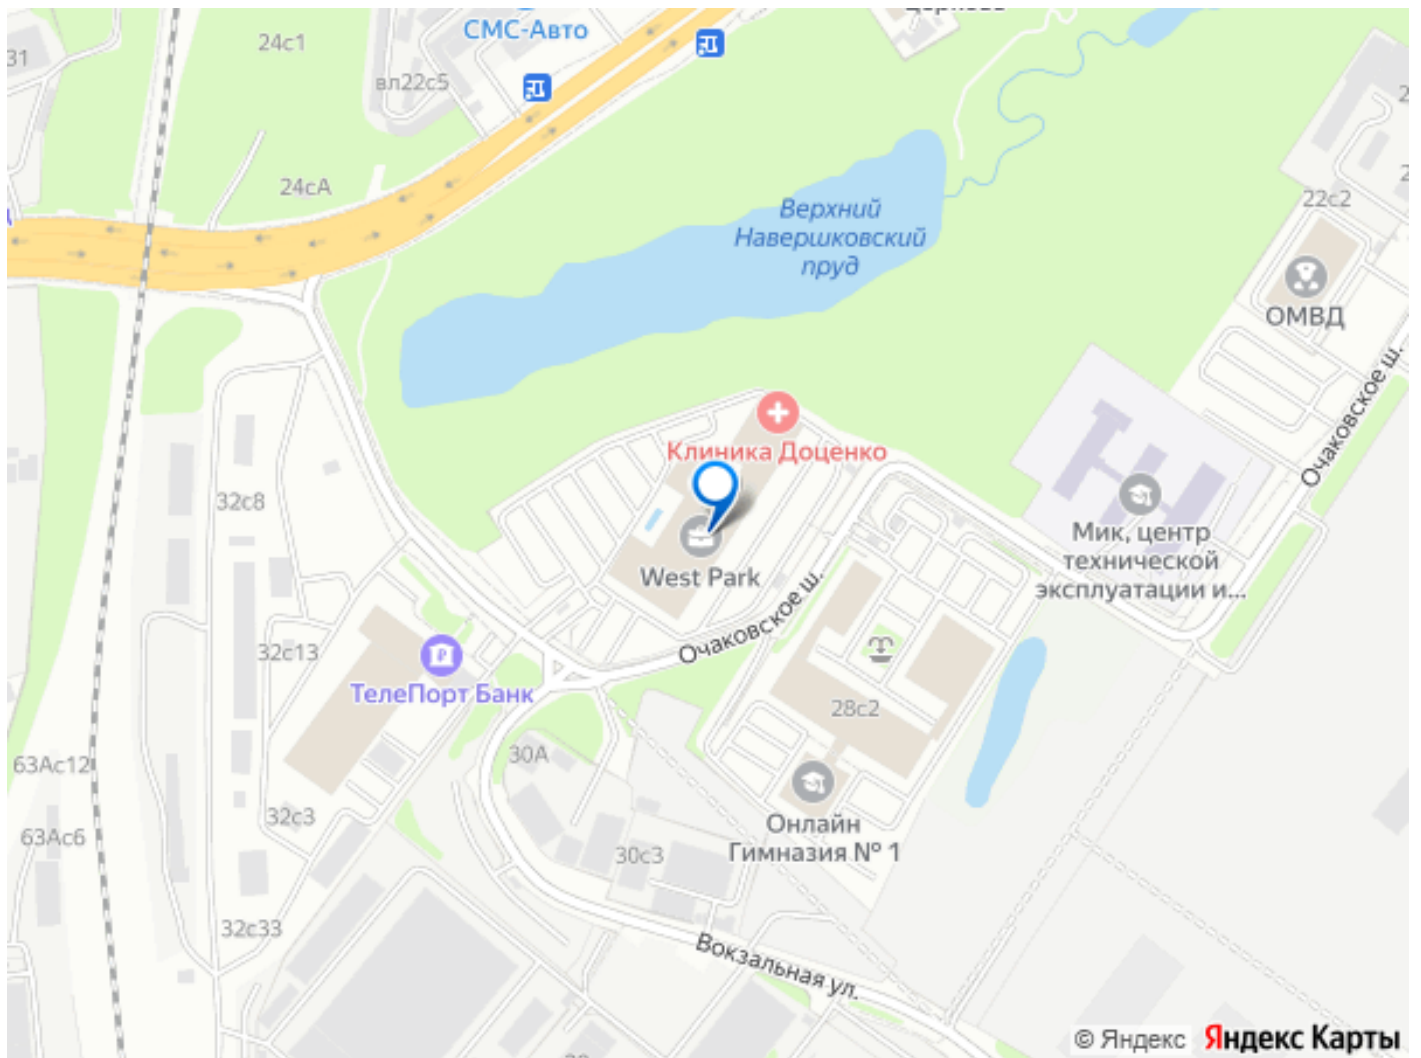 СМС-Авто
24с1
31
вл22с5
24сА
Верхний
Навершковский
пруд
22с2
ОМВД
Очаковское ш.
Клиника Доценко
32с8
Мик, центр
технической
эксплуатации и...
West Park
Очаковское ш.
32с13
ТелеПорт Банк
28с2
30А
63Ас12
32с3
63Ас6
Онлайн
Гимназия № 1
30с3
32с33
Вокзальная ул.
© Яндекс Яндекс Карты